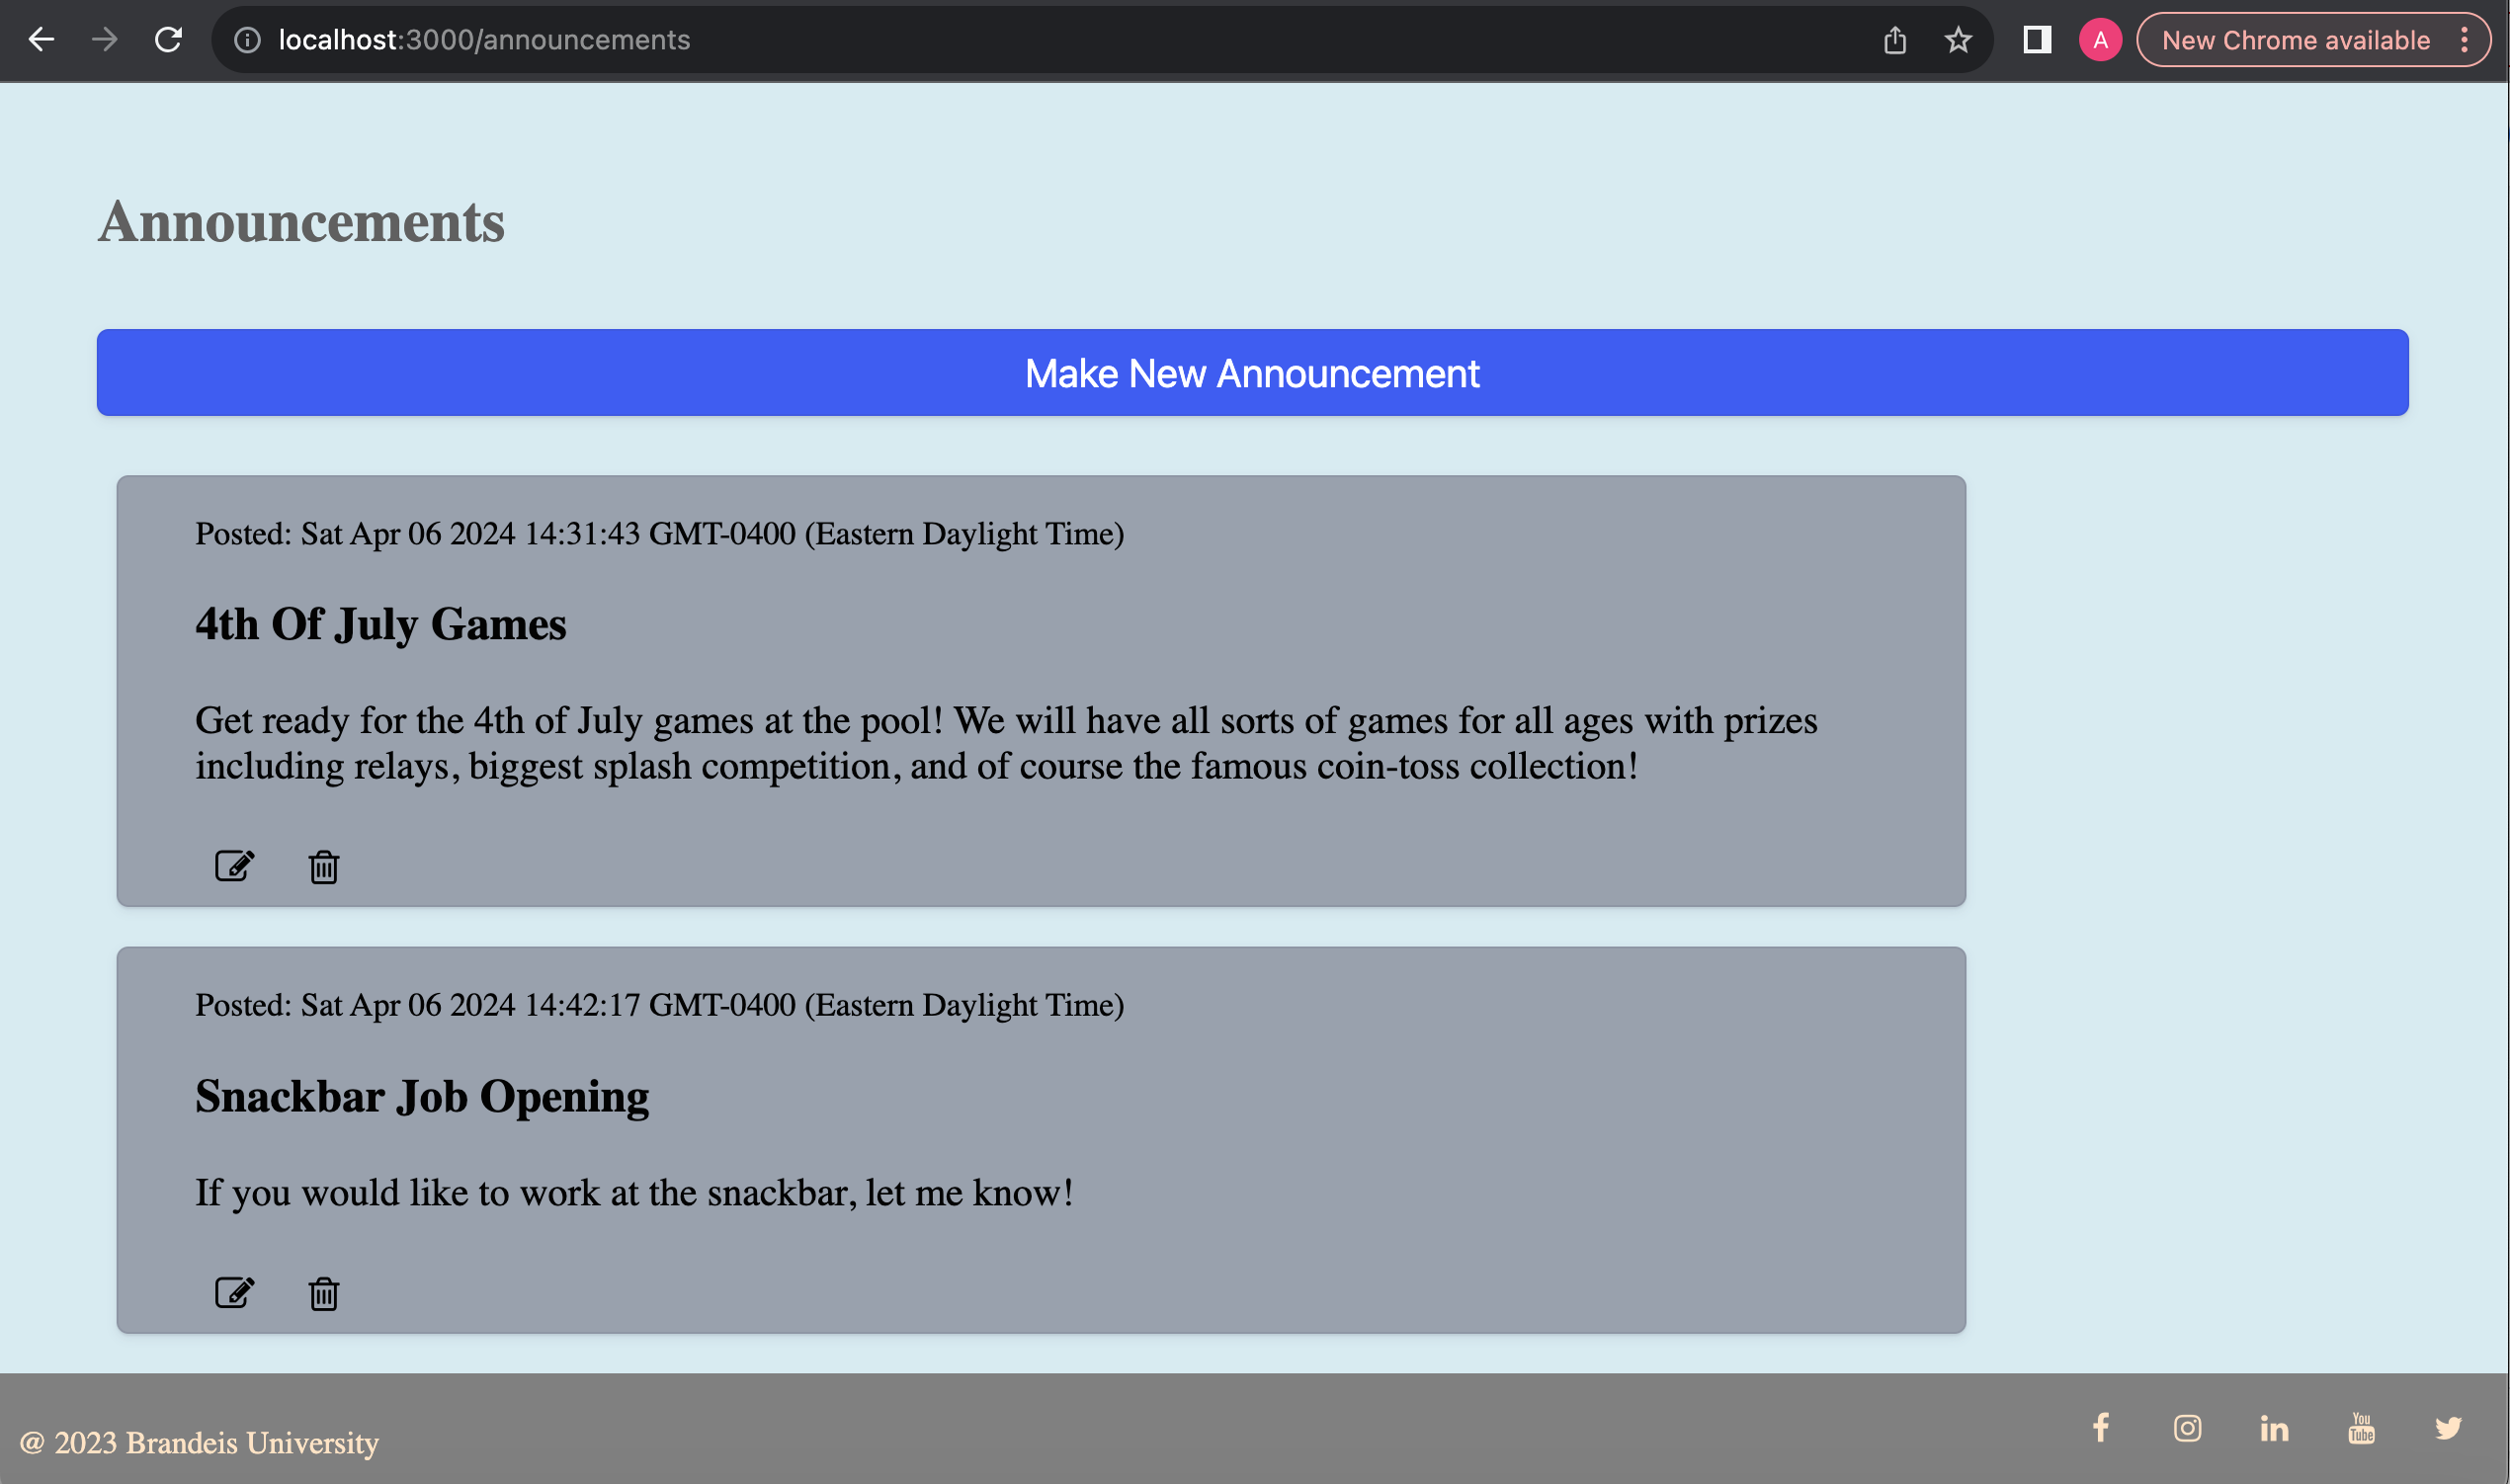 localhost:3000/announcements
A
New Chrome available
Announcements
Make New Announcement
Posted: Sat Apr 06 2024 14:31:43 GMT-0400 (Eastern Daylight Time)
4th Of July Games
Get ready for the 4th of July games at the pool! We will have all sorts of games for all ages with prizes
including relays, biggest splash competition, and of course the famous coin-toss collection!
Posted: Sat Apr 06 2024 14:42:17 GMT-0400 (Eastern Daylight Time)
Snackbar Job Opening
If you would like to work at the snackbar, let me know!
@ 2023 Brandeis University
f
in
You
Tube